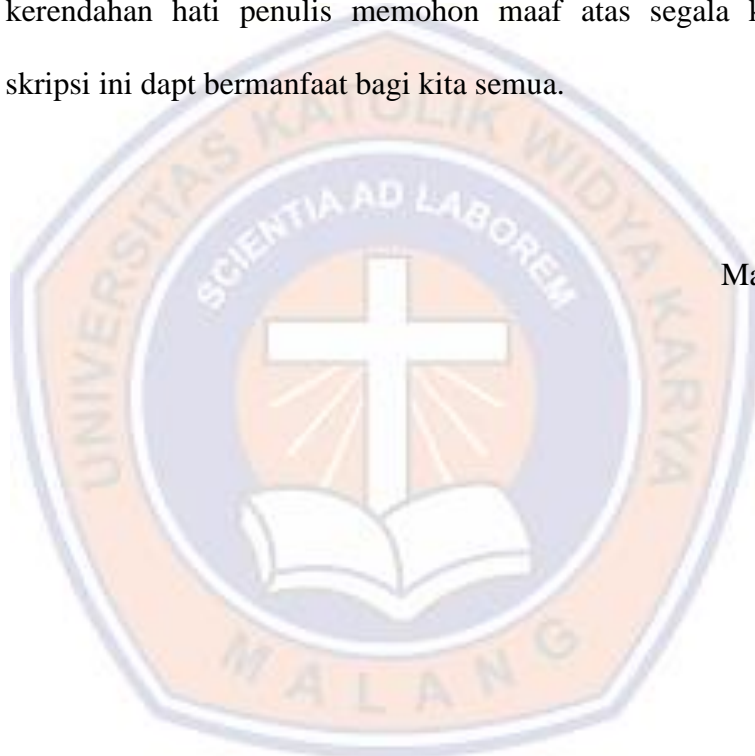 kerendahan hati penulis memohon maaf atas segala
skripsi ini dapt bermanfaat bagi kita semua.
UNIVERSITAS KATOLIK WIDYA KARYA
SCIENTIA AD LABOREM
Ma
MALANG